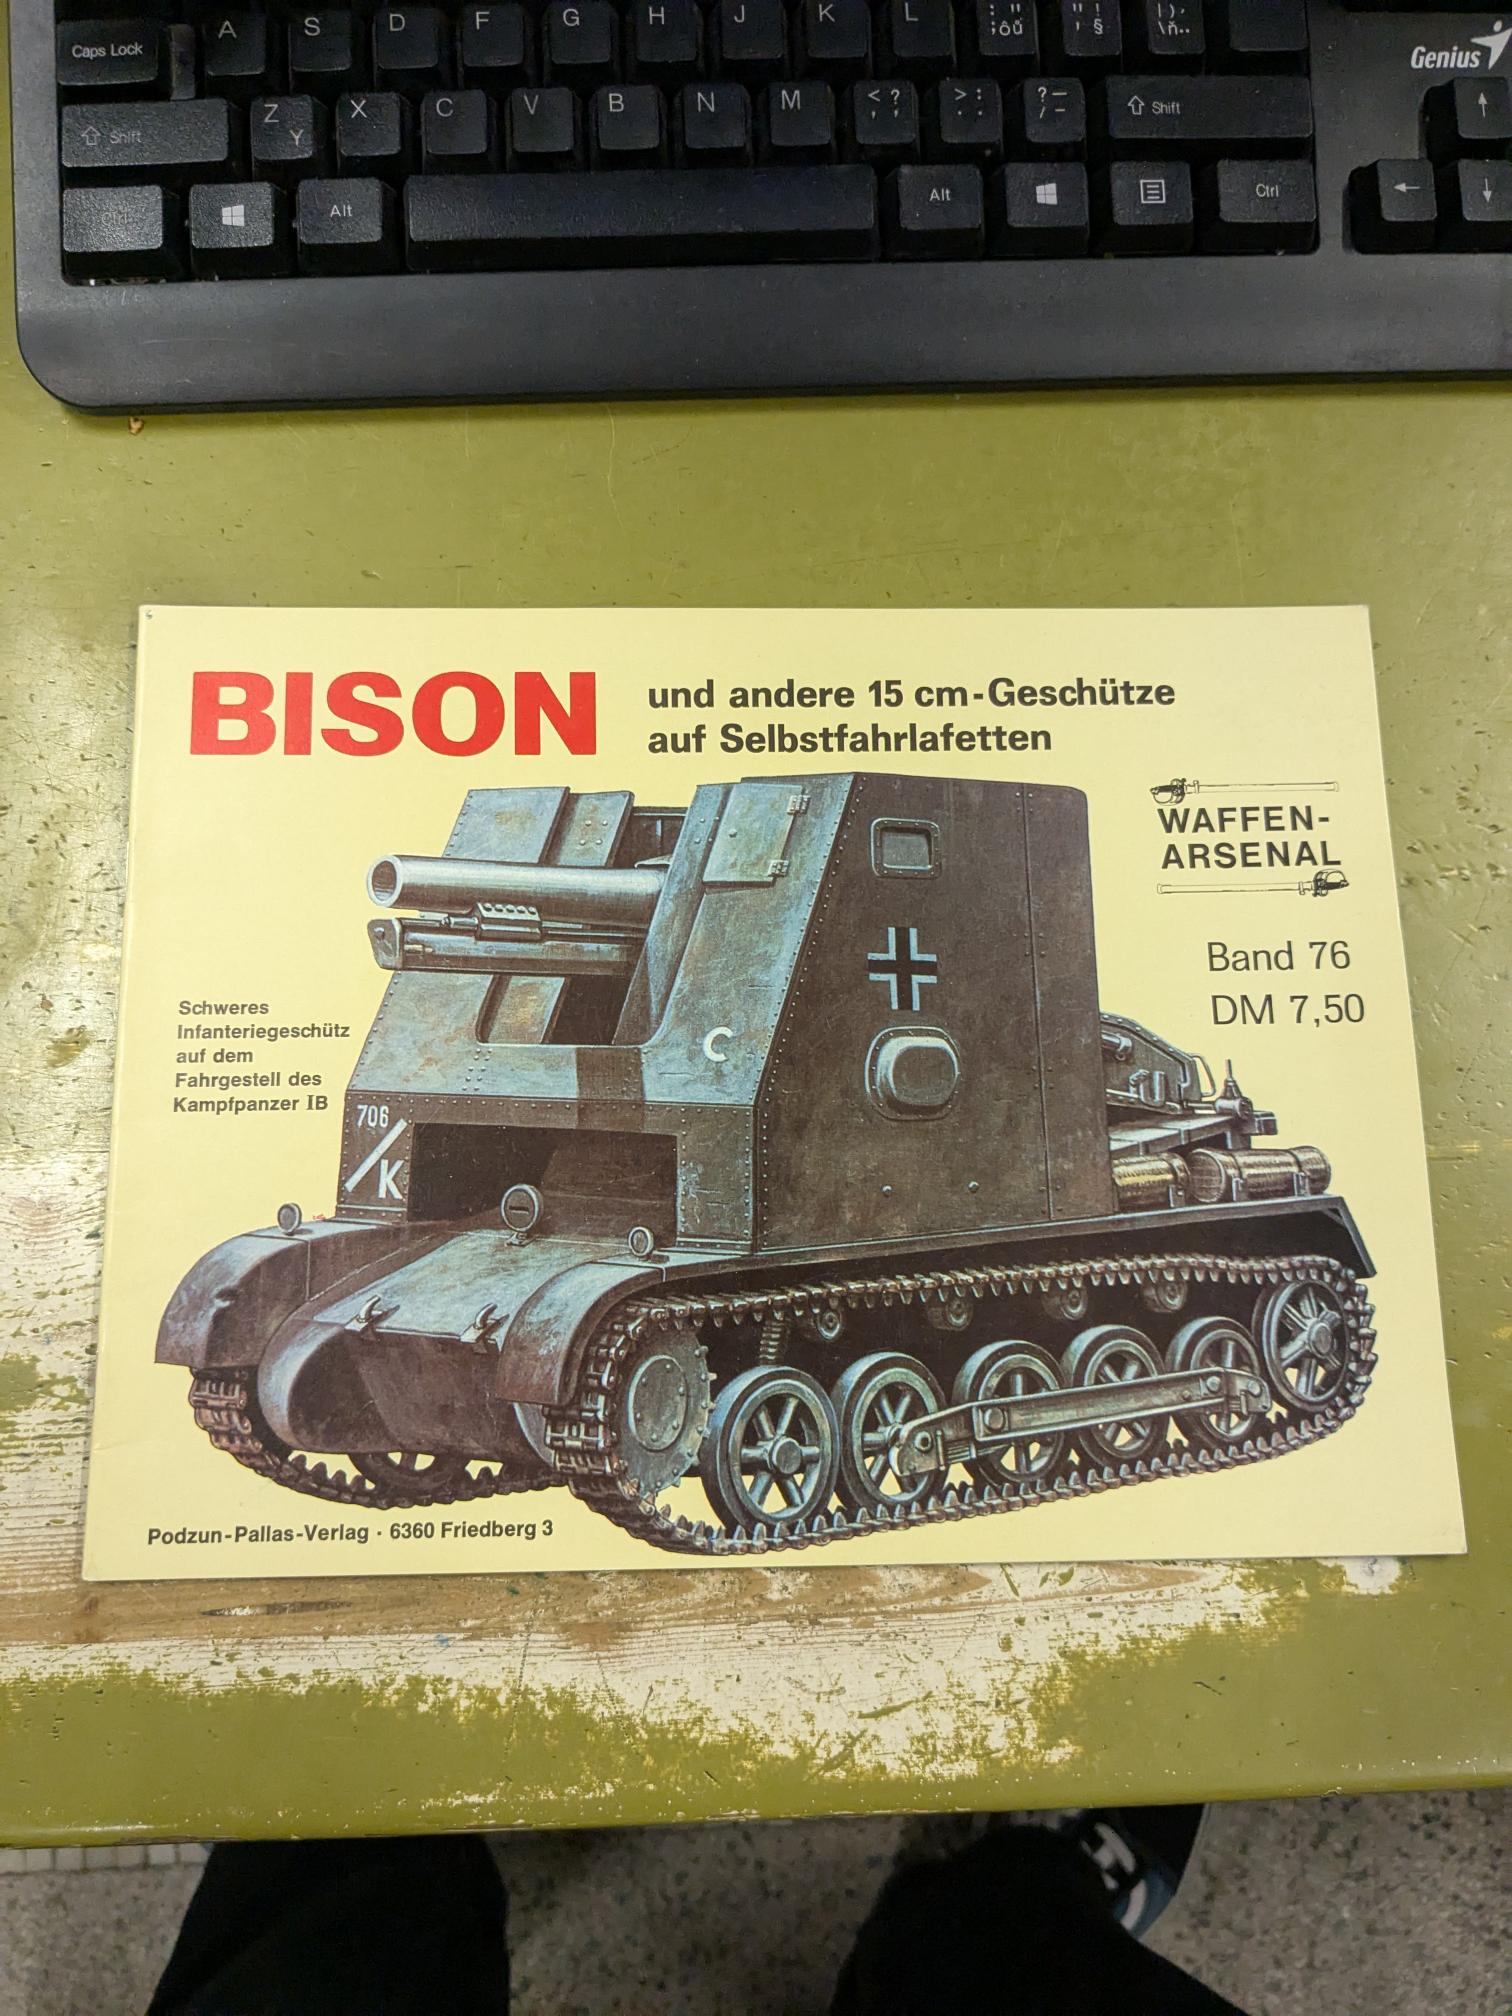 A S D F G H J K L : " ; ô ů " ! ' § | ) ' \ ň ..
Caps Lock
Genius
Shift Z Y X C V B N M < ? , > : . ? – / - Shift
Ctrl Alt Alt Ctrl
BISON
und andere 15 cm-Geschütze
auf Selbstfahrlafetten
WAFFEN-
ARSENAL
Band 76
DM 7,50
Schweres
Infanteriegeschütz
auf dem
Fahrgestell des
Kampfpanzer IB
C
706
/K
Podzun-Pallas-Verlag · 6360 Friedberg 3